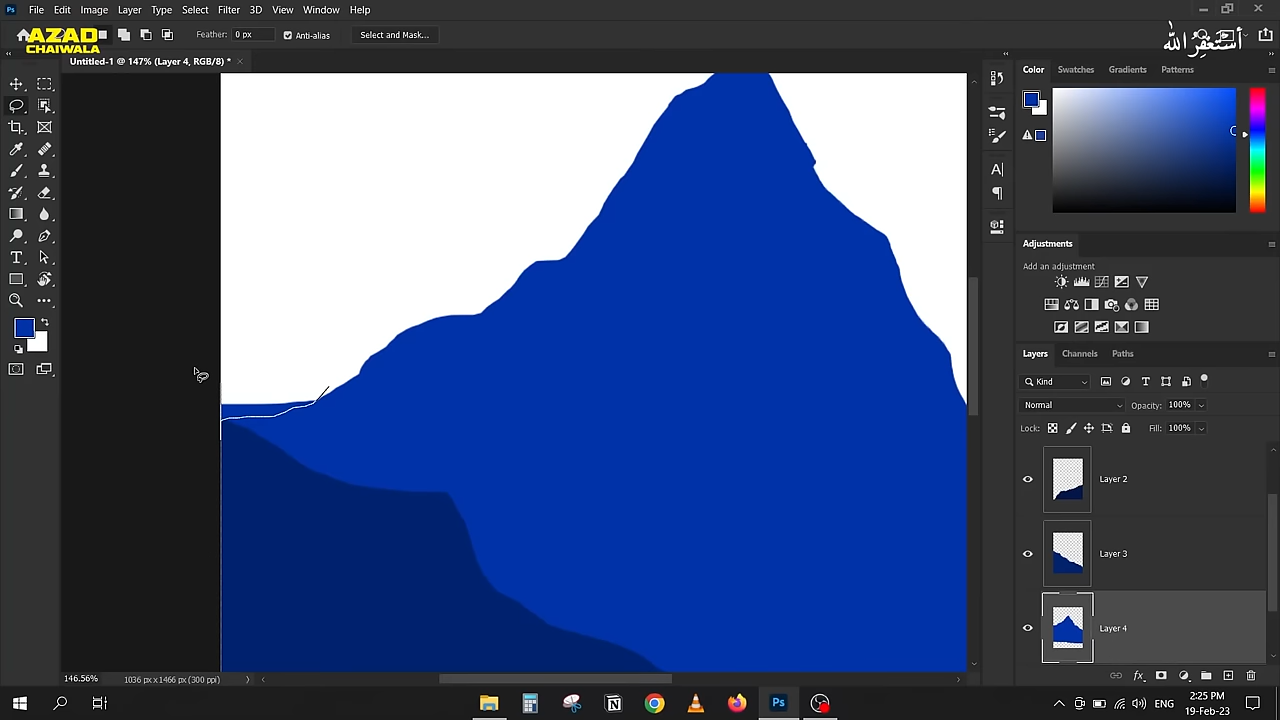 File Edit Image Layer Type Select Filter 3D View Window Help
AZAD
CHAIWALA
Feather: 0 px Anti-alias Select and Mask...
أستغفر الله
Untitled-1 @ 147% (Layer 4, RGB/8) *
Color Swatches Gradients Patterns
Adjustments
Add an adjustment
Layers Channels Paths
Kind
Normal Opacity: 100%
Lock: Fill: 100%
Layer 2
Layer 3
Layer 4
146.56% 1036 px x 1466 px (300 ppi)
ENG
2:25 PM
19-Feb-23